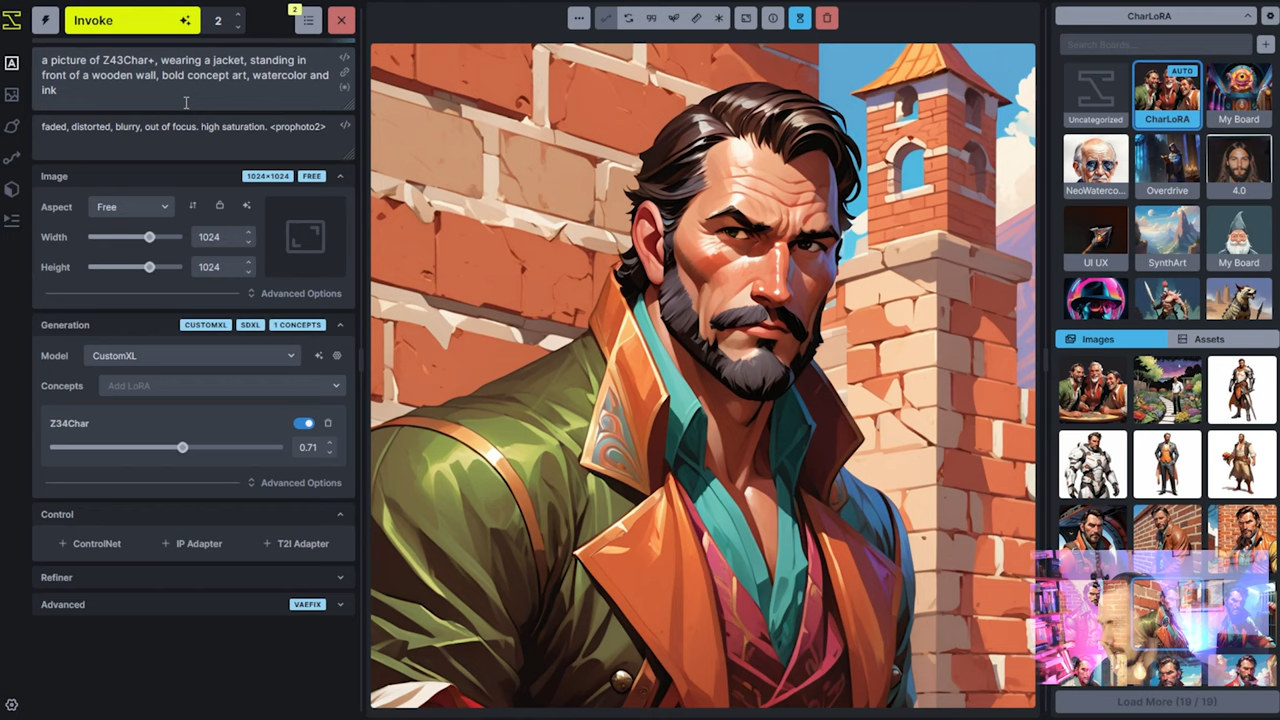 Invoke
2
2
a picture of Z43Char+, wearing a jacket, standing in
front of a wooden wall, bold concept art, watercolor and
ink
faded, distorted, blurry, out of focus. high saturation. <prophoto2>
Image
1024×1024
FREE
Aspect
Free
Width
1024
Height
1024
Advanced Options
Generation
CUSTOMXL
SDXL
1 CONCEPTS
Model
CustomXL
Concepts
Add LoRA
Z34Char
0.71
Advanced Options
Control
+ ControlNet
+ IP Adapter
+ T2I Adapter
Refiner
Advanced
VAEFIX
CharLoRA
Search Boards...
AUTO
Uncategorized
CharLoRA
My Board
NeoWaterco...
Overdrive
4.0
UI UX
SynthArt
My Board
Images
Assets
Load More (19 / 19)